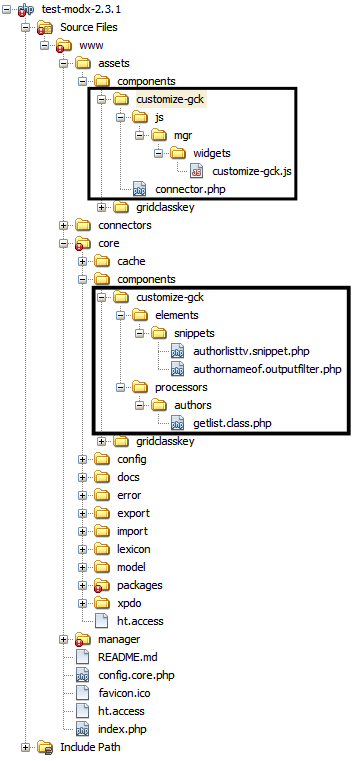 test-modx-2.3.1
Source Files
www
assets
components
customize-gck
js
mgr
widgets
customize-gck.js
connector.php
gridclasskey
connectors
core
cache
components
customize-gck
elements
snippets
authorlisttv.snippet.php
authornameof.outputfilter.php
processors
authors
getlist.class.php
gridclasskey
config
docs
error
export
import
lexicon
model
packages
xpdo
ht.access
manager
README.md
config.core.php
favicon.ico
ht.access
index.php
Include Path